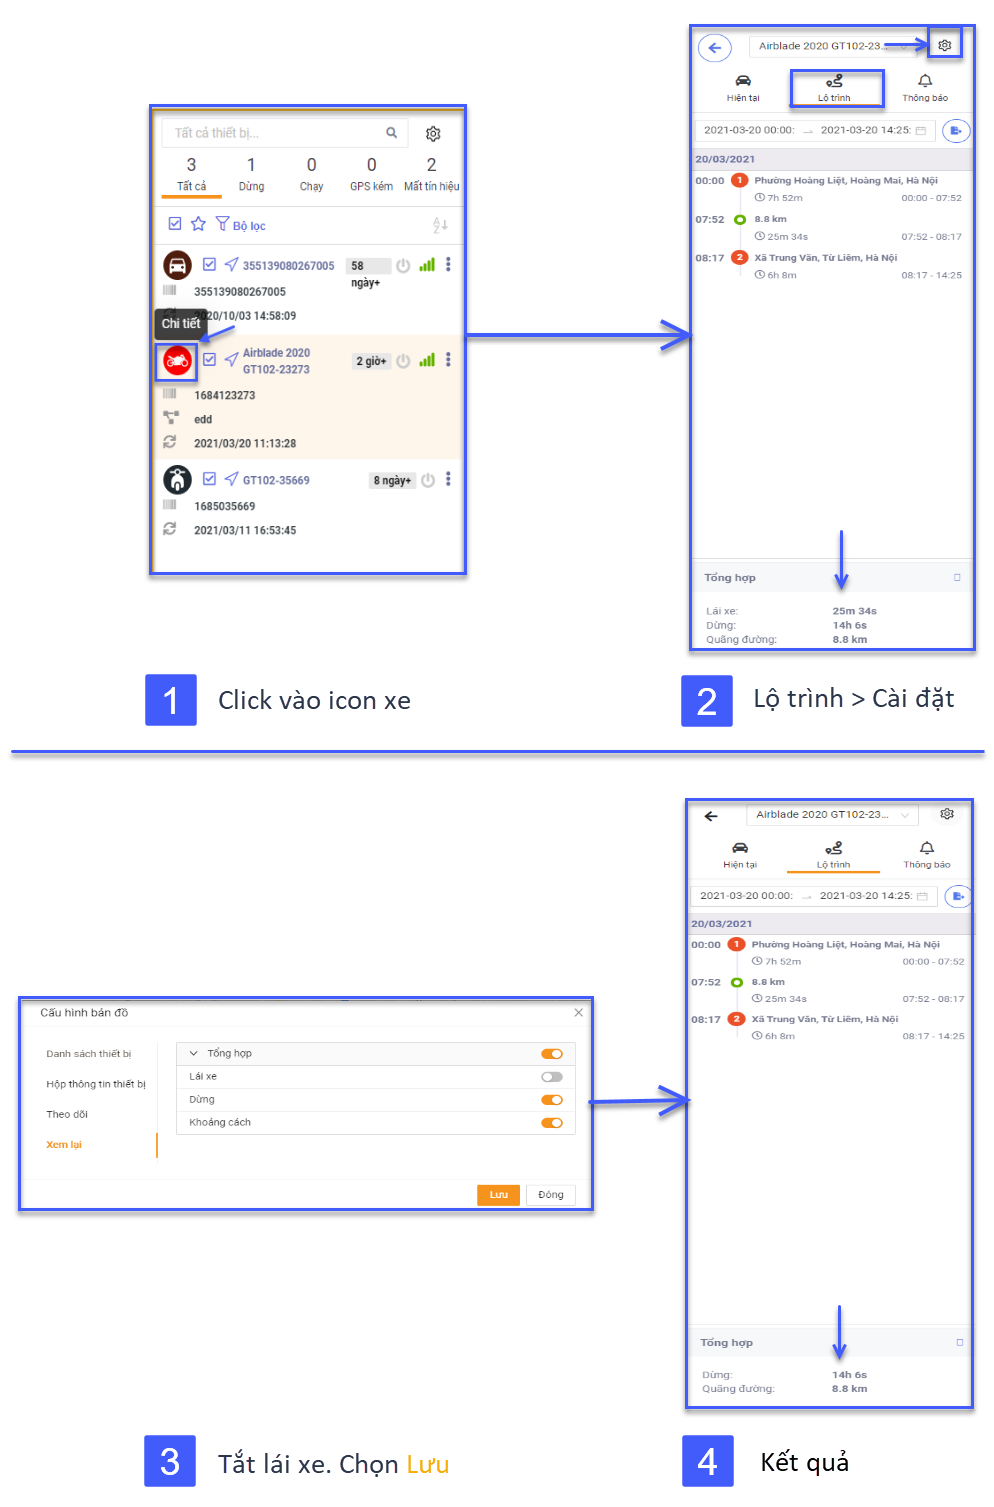 Tất cả thiết bị...
3 1 0 0 2
Tất cả Dừng Chạy GPS kém Mất tín hiệu
Bộ lọc
355139080267005 58 ngày+
355139080267005
2020/10/03 14:58:09
Chi tiết
Airblade 2020
GT102-23273
2 giờ+
1684123273
edd
2021/03/20 11:13:28
GT102-35669 8 ngày+
1685035669
2021/03/11 16:53:45
1 Click vào icon xe
Airblade 2020 GT102-23...
Hiện tại Lộ trình Thông báo
2021-03-20 00:00: → 2021-03-20 14:25:
20/03/2021
00:00 1 Phường Hoàng Liệt, Hoàng Mai, Hà Nội
7h 52m 00:00 - 07:52
07:52 8.8 km
25m 34s 07:52 - 08:17
08:17 2 Xã Trung Văn, Từ Liêm, Hà Nội
6h 8m 08:17 - 14:25
Tổng hợp
Lái xe: 25m 34s
Dừng: 14h 6s
Quãng đường: 8.8 km
2 Lộ trình > Cài đặt
Cấu hình bản đồ
Danh sách thiết bị
Hộp thông tin thiết bị
Theo dõi
Xem lại
Tổng hợp
Lái xe
Dừng
Khoảng cách
Lưu Đóng
3 Tắt lái xe. Chọn Lưu
Airblade 2020 GT102-23...
Hiện tại Lộ trình Thông báo
2021-03-20 00:00: → 2021-03-20 14:25:
20/03/2021
00:00 1 Phường Hoàng Liệt, Hoàng Mai, Hà Nội
7h 52m 00:00 - 07:52
07:52 8.8 km
25m 34s 07:52 - 08:17
08:17 2 Xã Trung Văn, Từ Liêm, Hà Nội
6h 8m 08:17 - 14:25
Tổng hợp
Dừng: 14h 6s
Quãng đường: 8.8 km
4 Kết quả